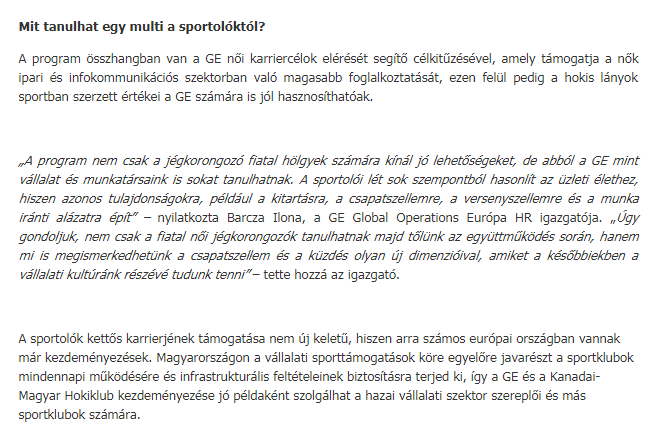 Mit tanulhat egy multi a sportolóktól?
A program összhangban van a GE női karriercélok elérését segítő célkitűzésével, amely támogatja a nők
ipari és infokommunikációs szektorban való magasabb foglalkoztatását, ezen felül pedig a hokis lányok
sportban szerzett értékei a GE számára is jól hasznosíthatóak.
„A program nem csak a jégkorongozó fiatal hölgyek számára kínál jó lehetőségeket, de abból a GE mint
vállalat és munkatársaink is sokat tanulhatnak. A sportolói lét sok szempontból hasonlít az üzleti élethez,
hiszen azonos tulajdonságokra, például a kitartásra, a csapatszellemre, a versenyszellemre és a munka
iránti alázatra épít” – nyilatkozta Barcza Ilona, a GE Global Operations Európa HR igazgatója. „Úgy
gondoljuk, nem csak a fiatal női jégkorongozók tanulhatnak majd tőlünk az együttműködés során, hanem
mi is megismerkedhetünk a csapatszellem és a küzdés olyan új dimenzióival, amiket a későbbiekben a
vállalati kultúránk részévé tudunk tenni” – tette hozzá az igazgató.
A sportolók kettős karrierjének támogatása nem új keletű, hiszen arra számos európai országban vannak
már kezdeményezések. Magyarországon a vállalati sporttámogatások köre egyelőre javarészt a sportklubok
mindennapi működésére és infrastrukturális feltételeinek biztosításra terjed ki, így a GE és a Kanadai-
Magyar Hokiklub kezdeményezése jó példaként szolgálhat a hazai vállalati szektor szereplői és más
sportklubok számára.